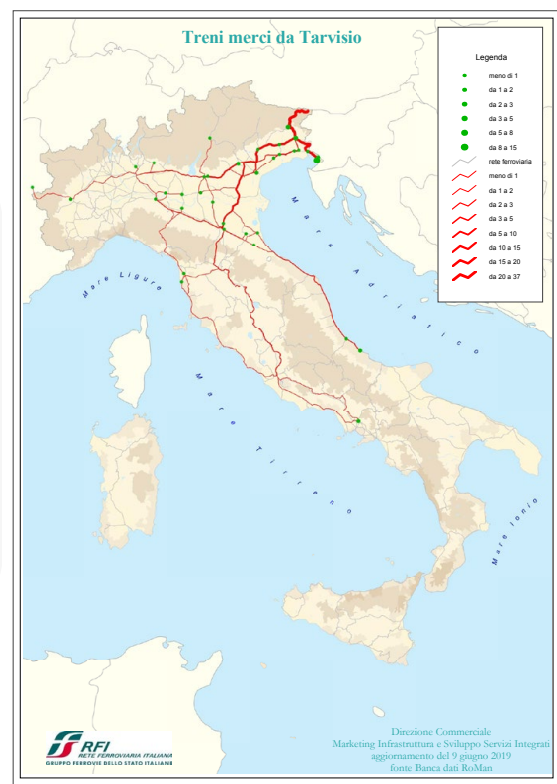 Treni merci da Tarvisio
Legenda
meno di 1
da 1 a 2
da 2 a 3
da 3 a 5
da 5 a 8
da 8 a 15
rete ferroviaria
meno di 1
da 1 a 2
da 2 a 3
da 3 a 5
da 5 a 10
da 10 a 15
da 15 a 20
da 20 a 37
Mare Ligure
Mare Adriatico
Mare Tirreno
Mare Ionio
RFI
RETE FERROVIARIA ITALIANA
GRUPPO FERROVIE DELLO STATO ITALIANE
Direzione Commerciale
Marketing Infrastruttura e Sviluppo Servizi Integrati
aggiornamento del 9 giugno 2019
fonte Banca dati RoMan